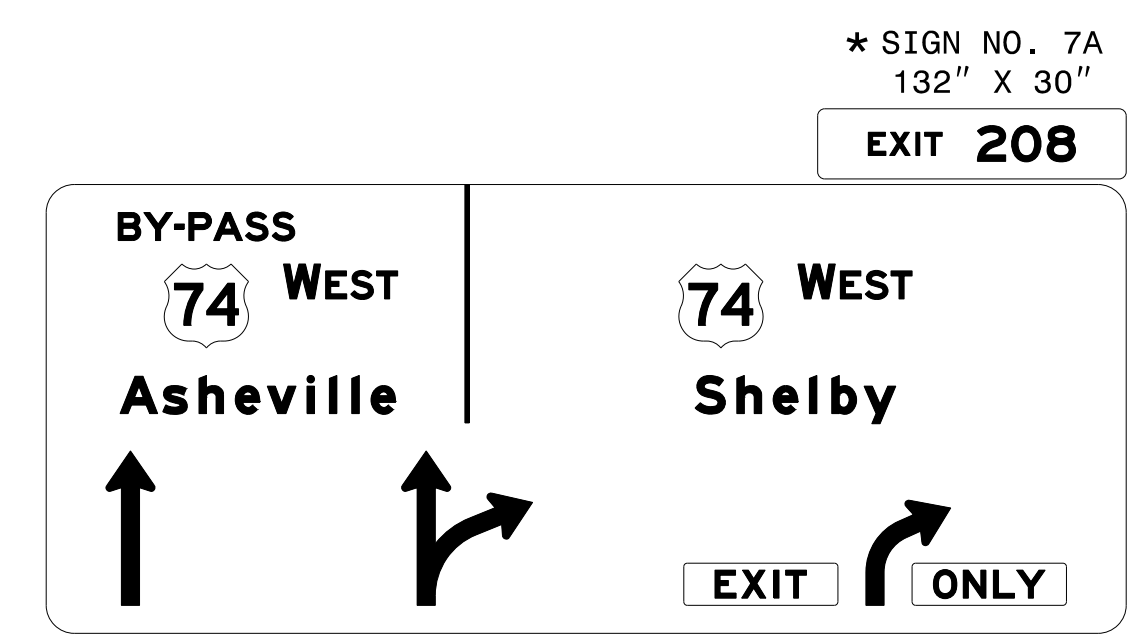 * SIGN NO. 7A
132" X 30"
EXIT 208
BY-PASS
74 WEST
Asheville
74 WEST
Shelby
EXIT ONLY